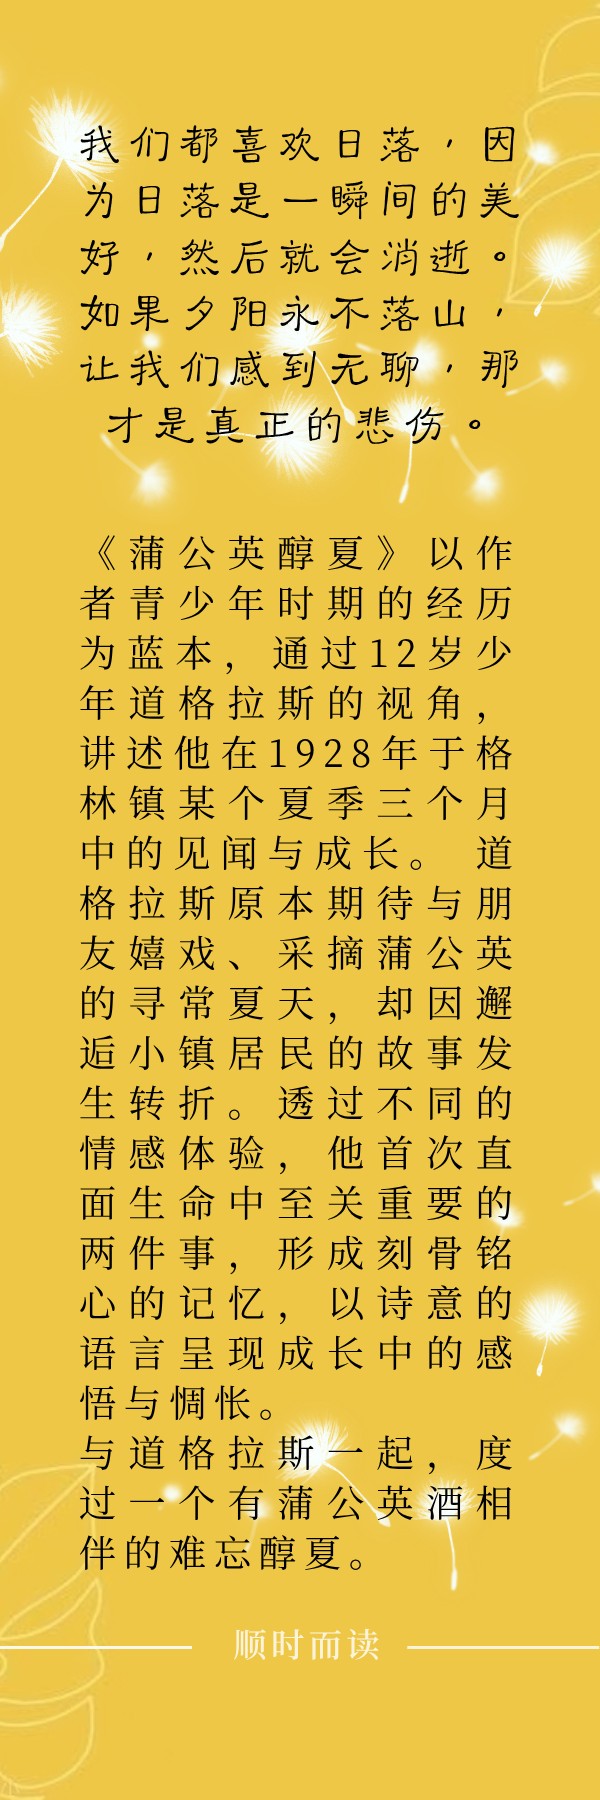 我们都喜欢日落，因
为日落是一瞬间的美
好，然后就会消逝。
如果夕阳永不落山，
让我们感到无聊，那
才是真正的悲伤。
《蒲公英醇夏》以作
者青少年时期的经历
为蓝本，通过12岁少
年道格拉斯的视角，
讲述他在1928年于格
林镇某个夏季三个月
中的见闻与成长。 道
格拉斯原本期待与朋
友嬉戏、采摘蒲公英
的寻常夏天，却因邂
逅小镇居民的故事发
生转折。透过不同的
情感体验，他首次直
面生命中至关重要的
两件事，形成刻骨铭
心的记忆，以诗意的
语言呈现成长中的感
悟与惆怅。
与道格拉斯一起，度
过一个有蒲公英酒相
伴的难忘醇夏。
顺时而读